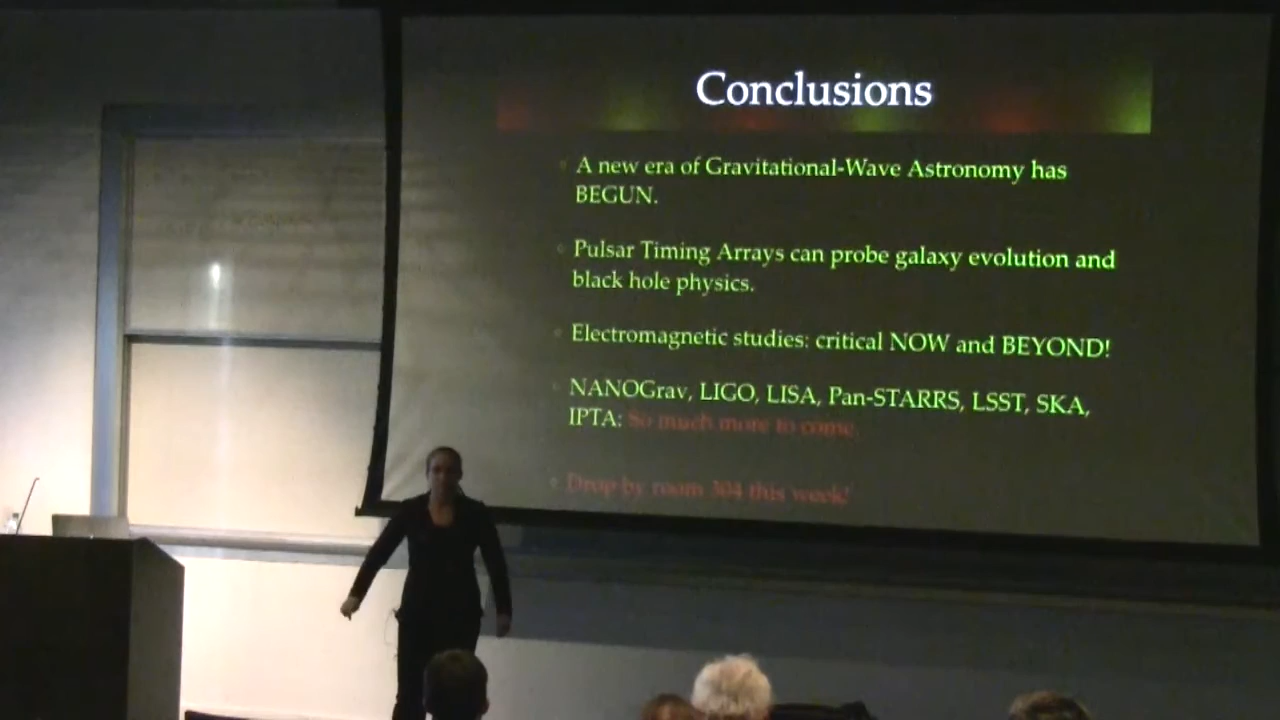 Conclusions
A new era of Gravitational-Wave Astronomy has
BEGUN.
Pulsar Timing Arrays can probe galaxy evolution and
black hole physics.
Electromagnetic studies: critical NOW and BEYOND!
NANOGrav, LIGO, LISA, Pan-STARRS, LSST, SKA,
IPTA: So much more to come.
Drop by room 304 this week!